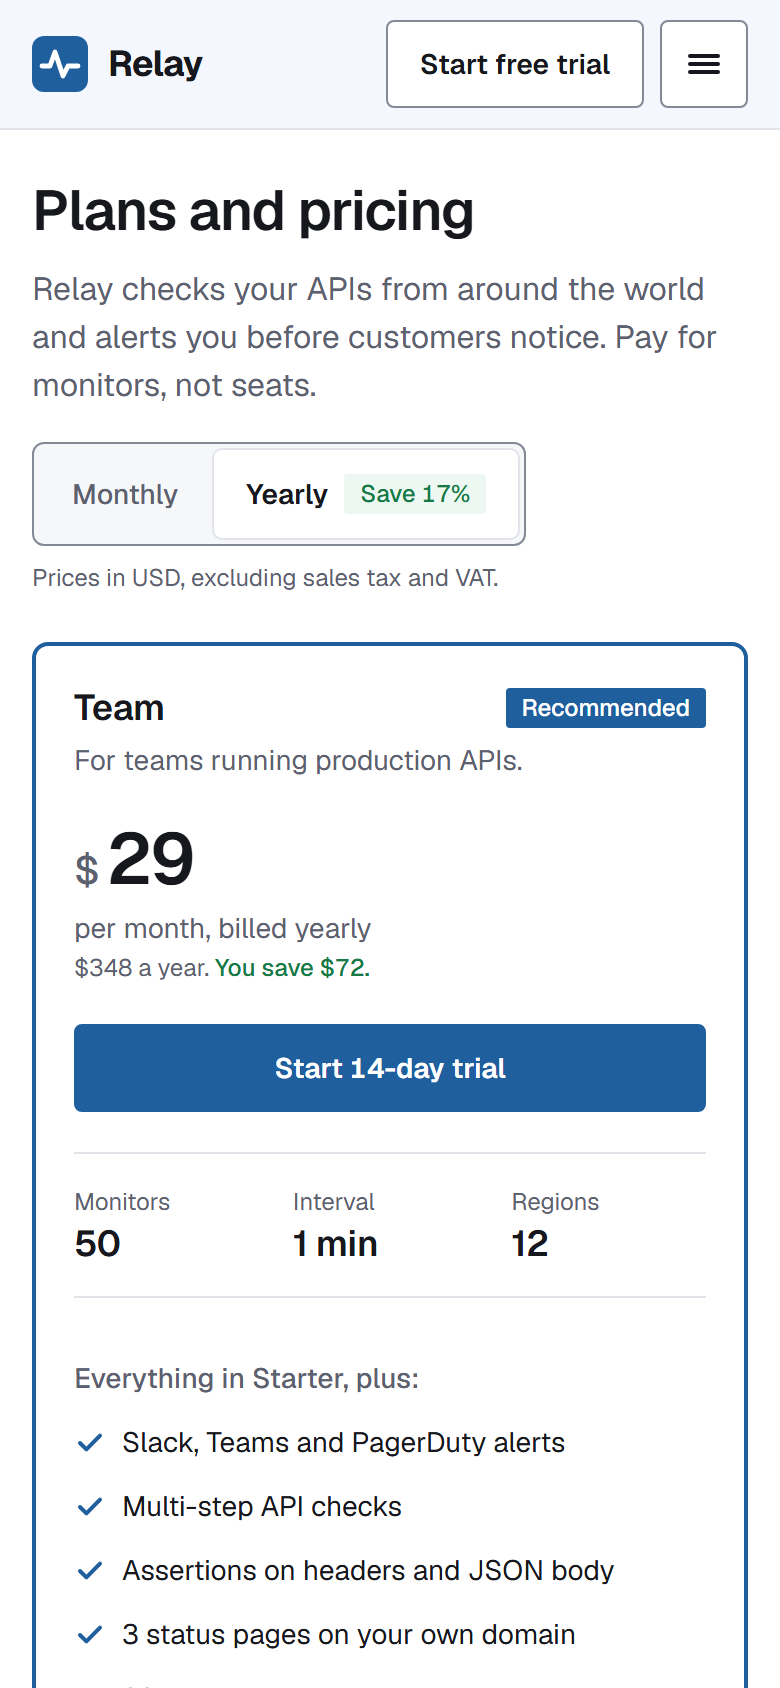 Relay
Start free trial
Plans and pricing
Relay checks your APIs from around the world
and alerts you before customers notice. Pay for
monitors, not seats.
Monthly
Yearly
Save 17%
Prices in USD, excluding sales tax and VAT.
Team
Recommended
For teams running production APIs.
$29
per month, billed yearly
$348 a year. You save $72.
Start 14-day trial
Monitors
Interval
Regions
50
1 min
12
Everything in Starter, plus:
Slack, Teams and PagerDuty alerts
Multi-step API checks
Assertions on headers and JSON body
3 status pages on your own domain